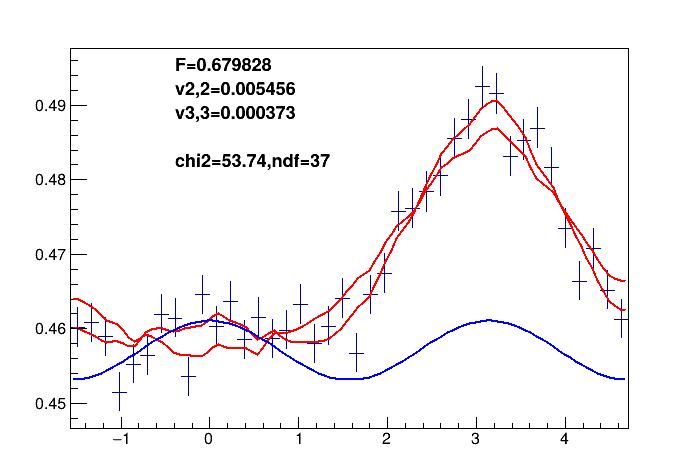 F=0.679828
v2,2=0.005456
v3,3=0.000373
chi2=53.74,ndf=37
0.49
0.48
0.47
0.46
0.45
−1 0 1 2 3 4